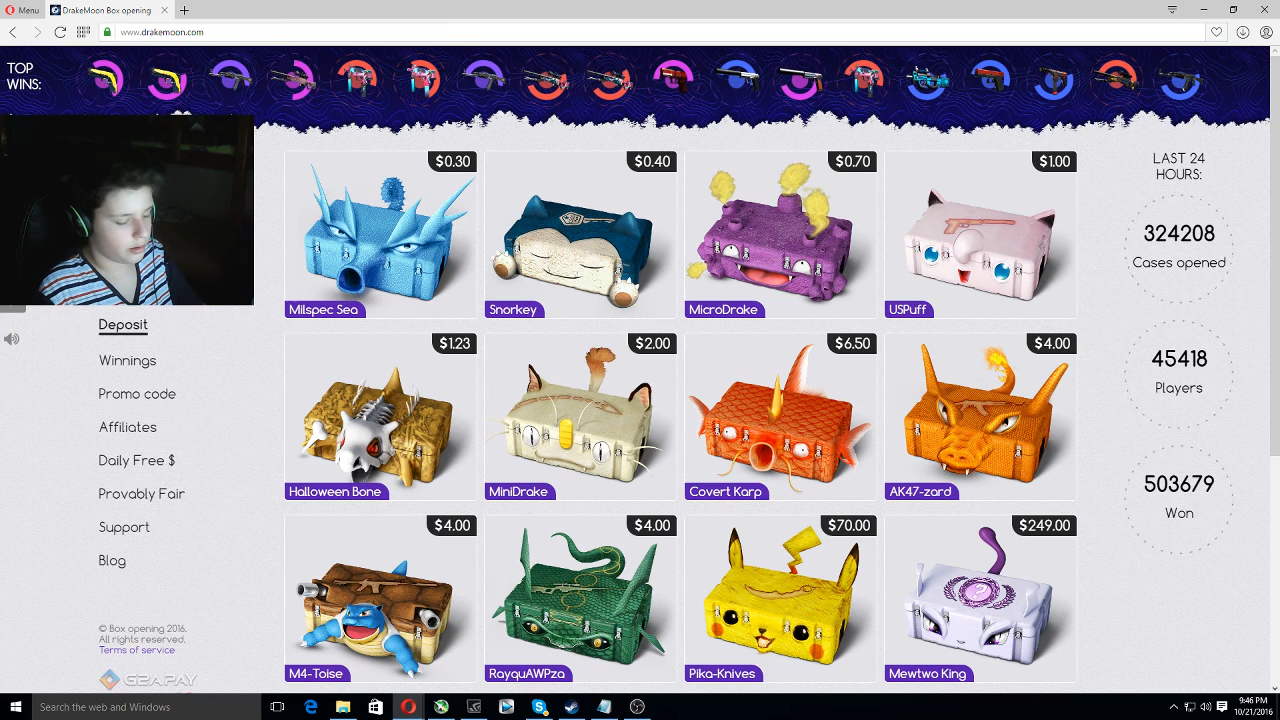 Menu
DrakeMoon Box opening
www.drakemoon.com
TOP
WINS:
$0.30
$0.40
$0.70
$1.00
Milspec Sea
Snorkey
MicroDrake
USPuff
$1.23
$2.00
$6.50
$4.00
Halloween Bone
MiniDrake
Covert Karp
AK47-zard
$4.00
$4.00
$70.00
$249.00
M4-Toise
RayquAWPza
Pika-Knives
Mewtwo King
LAST 24
HOURS:
324208
Cases opened
45418
Players
503679
Won
Deposit
Winnings
Promo code
Affiliates
Daily Free $
Provably Fair
Support
Blog
© Box opening 2016.
All rights reserved.
Terms of service
G2A PAY
Search the web and Windows
9:46 PM
10/21/2016